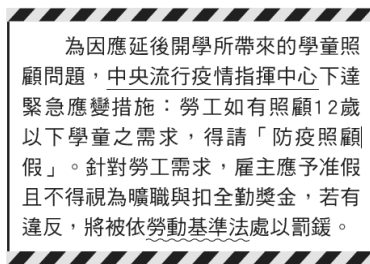 為因應延後開學所帶來的學童照
顧問題，中央流行疫情指揮中心下達
緊急應變措施：勞工如有照顧12歲
以下學童之需求，得請「防疫照顧
假」。針對勞工需求，雇主應予准假
且不得視為曠職與扣全勤獎金，若有
違反，將被依勞動基準法處以罰鍰。